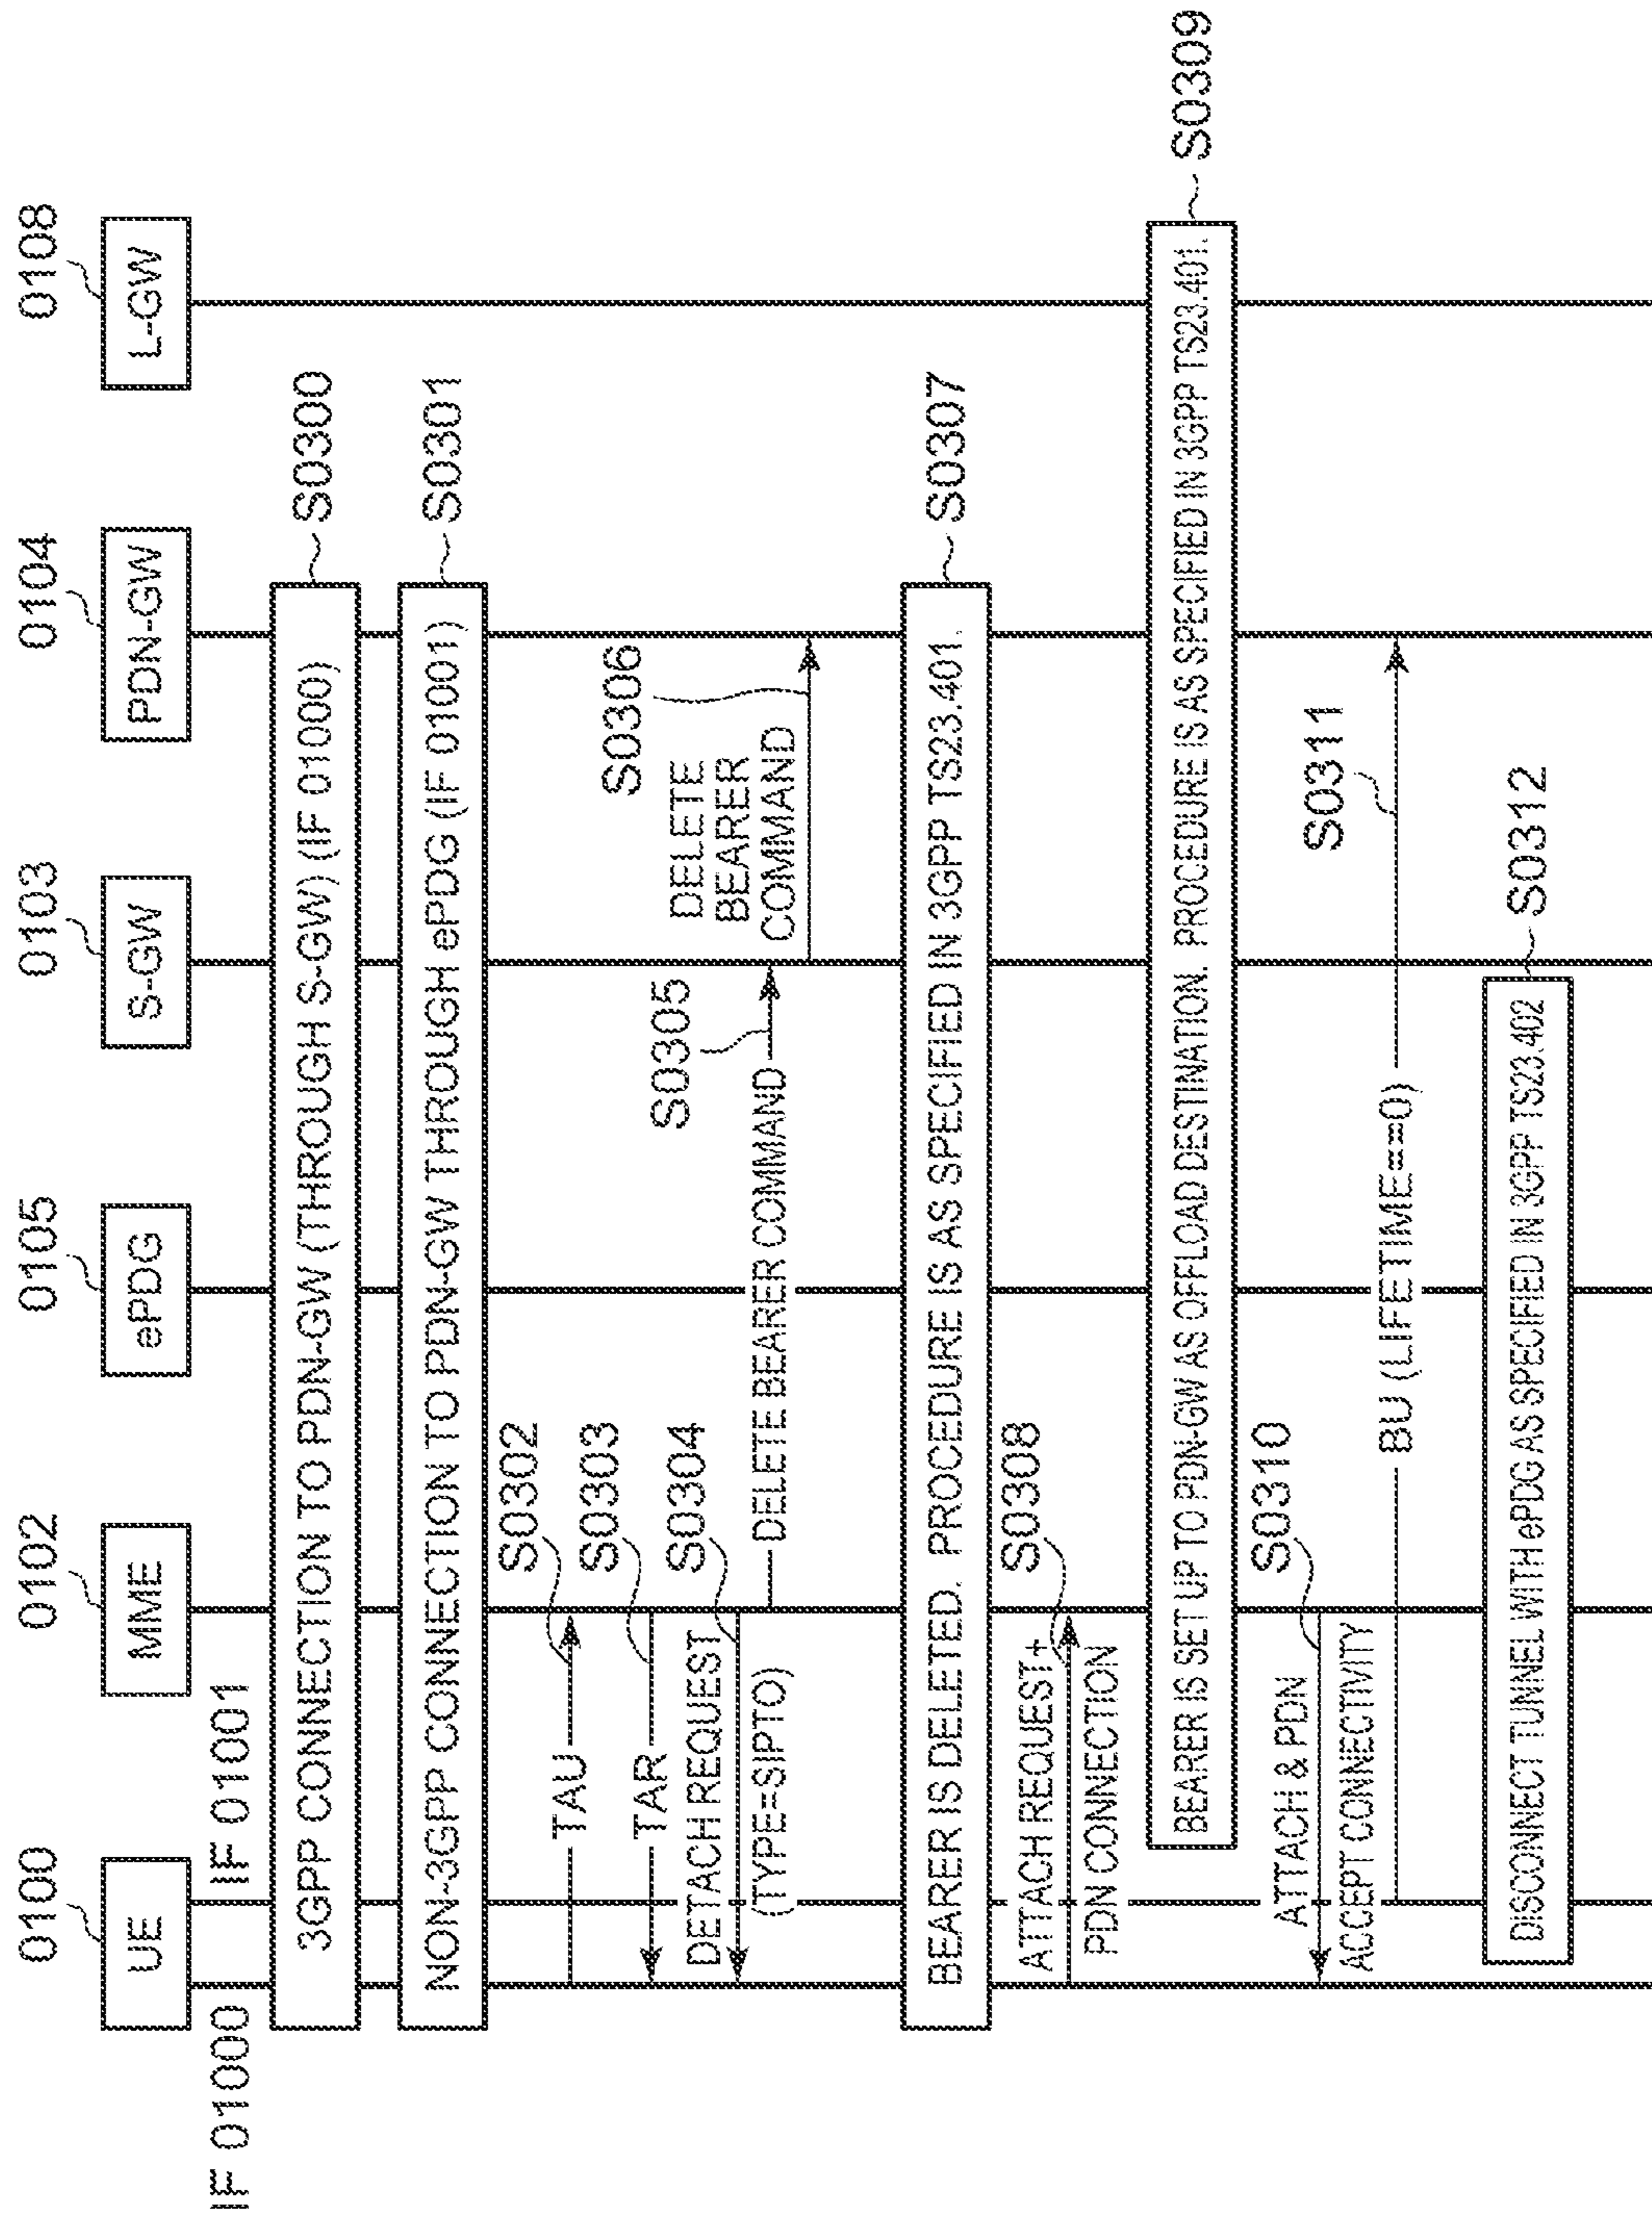 0100
0102
0105
0103
0104
0108
UE
MME
ePDG
S-GW
PDN-GW
L-GW
IF 01000
IF 01001
3GPP CONNECTION TO PDN-GW (THROUGH S-GW) (IF 01000)
S0300
NON-3GPP CONNECTION TO PDN-GW THROUGH ePDG (IF 01001)
S0301
S0302
TAU
S0303
TAR
S0304
DETACH REQUEST
(TYPE=SIPTO)
S0305
DELETE BEARER COMMAND
S0306
DELETE
BEARER
COMMAND
BEARER IS DELETED. PROCEDURE IS AS SPECIFIED IN 3GPP TS23.401.
S0307
S0308
ATTACH REQUEST+
PDN CONNECTION
BEARER IS SET UP TO PDN-GW AS OFFLOAD DESTINATION. PROCEDURE IS AS SPECIFIED IN 3GPP TS23.401.
S0309
S0310
ATTACH & PDN
ACCEPT CONNECTIVITY
S0311
BU (LIFETIME==0)
DISCONNECT TUNNEL WITH ePDG AS SPECIFIED IN 3GPP TS23.402
S0312